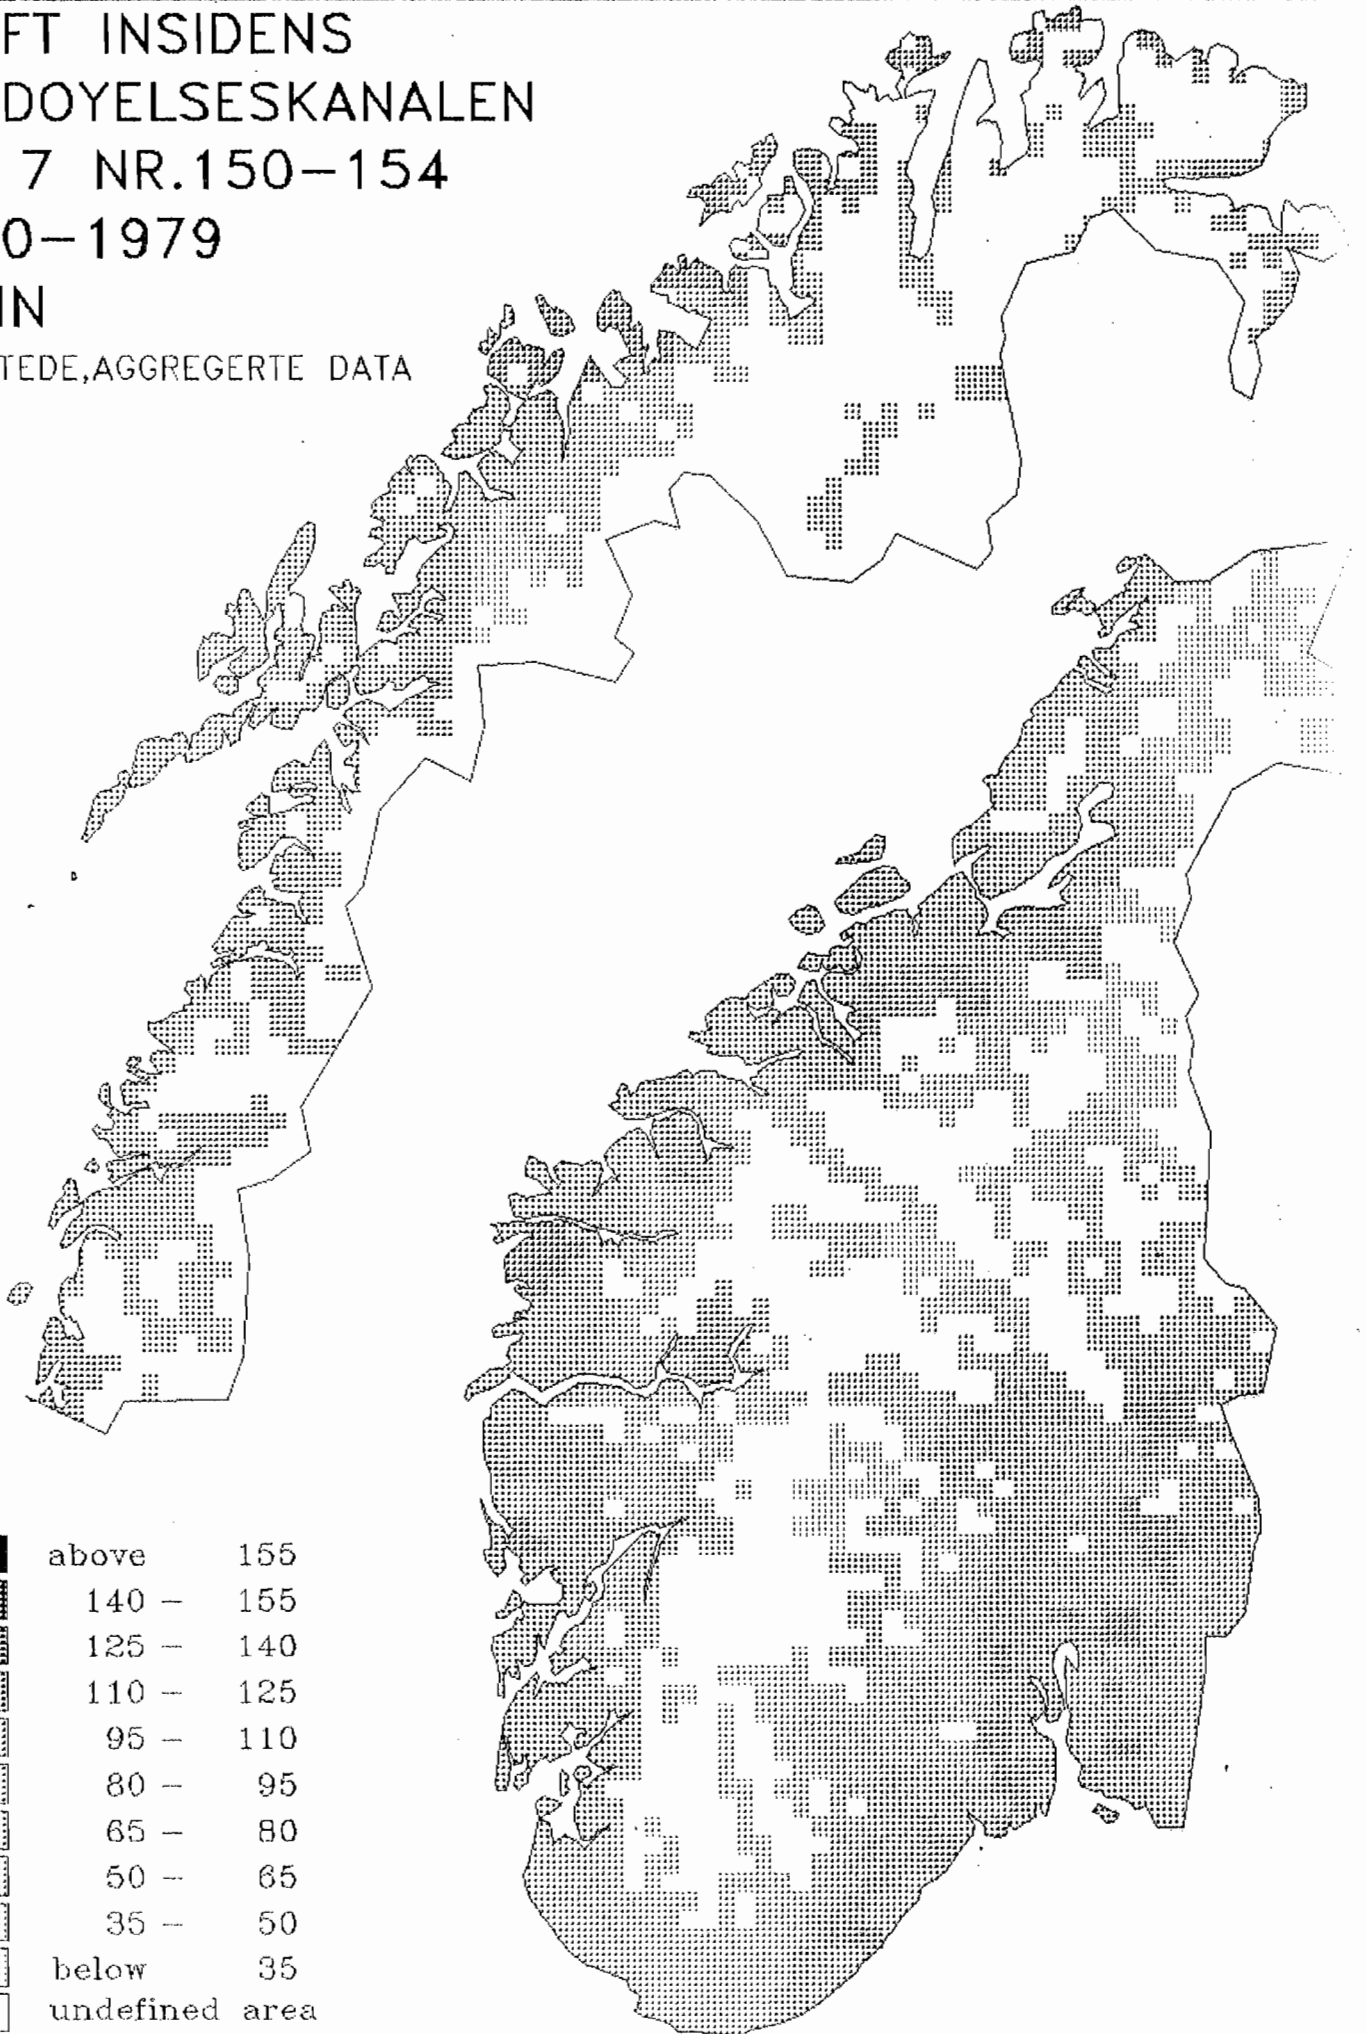 FT INSIDENS
DOYELSESKANALEN
7 NR.150–154
0–1979
IN
TEDE,AGGREGERTE DATA
above 155
140 – 155
125 – 140
110 – 125
95 – 110
80 – 95
65 – 80
50 – 65
35 – 50
below 35
undefined area